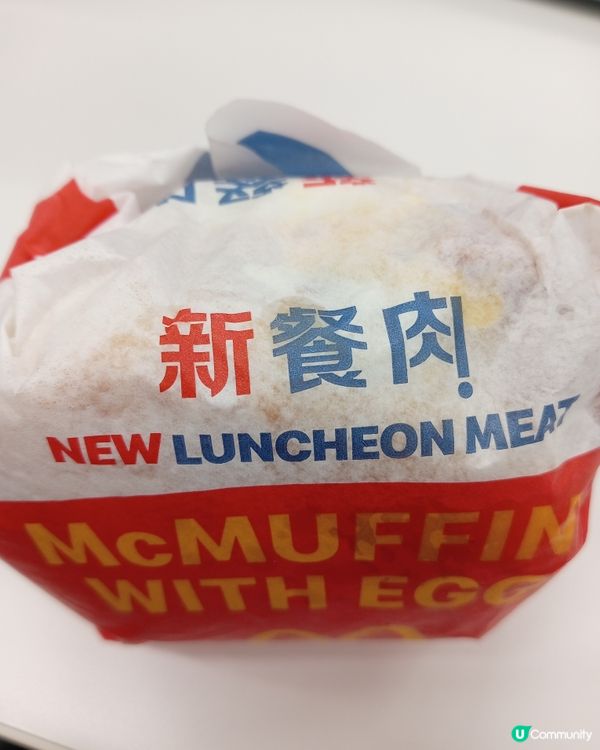 新餐肉
NEW LUNCHEON MEAT
McMUFFIN
WITH EGG
U Community